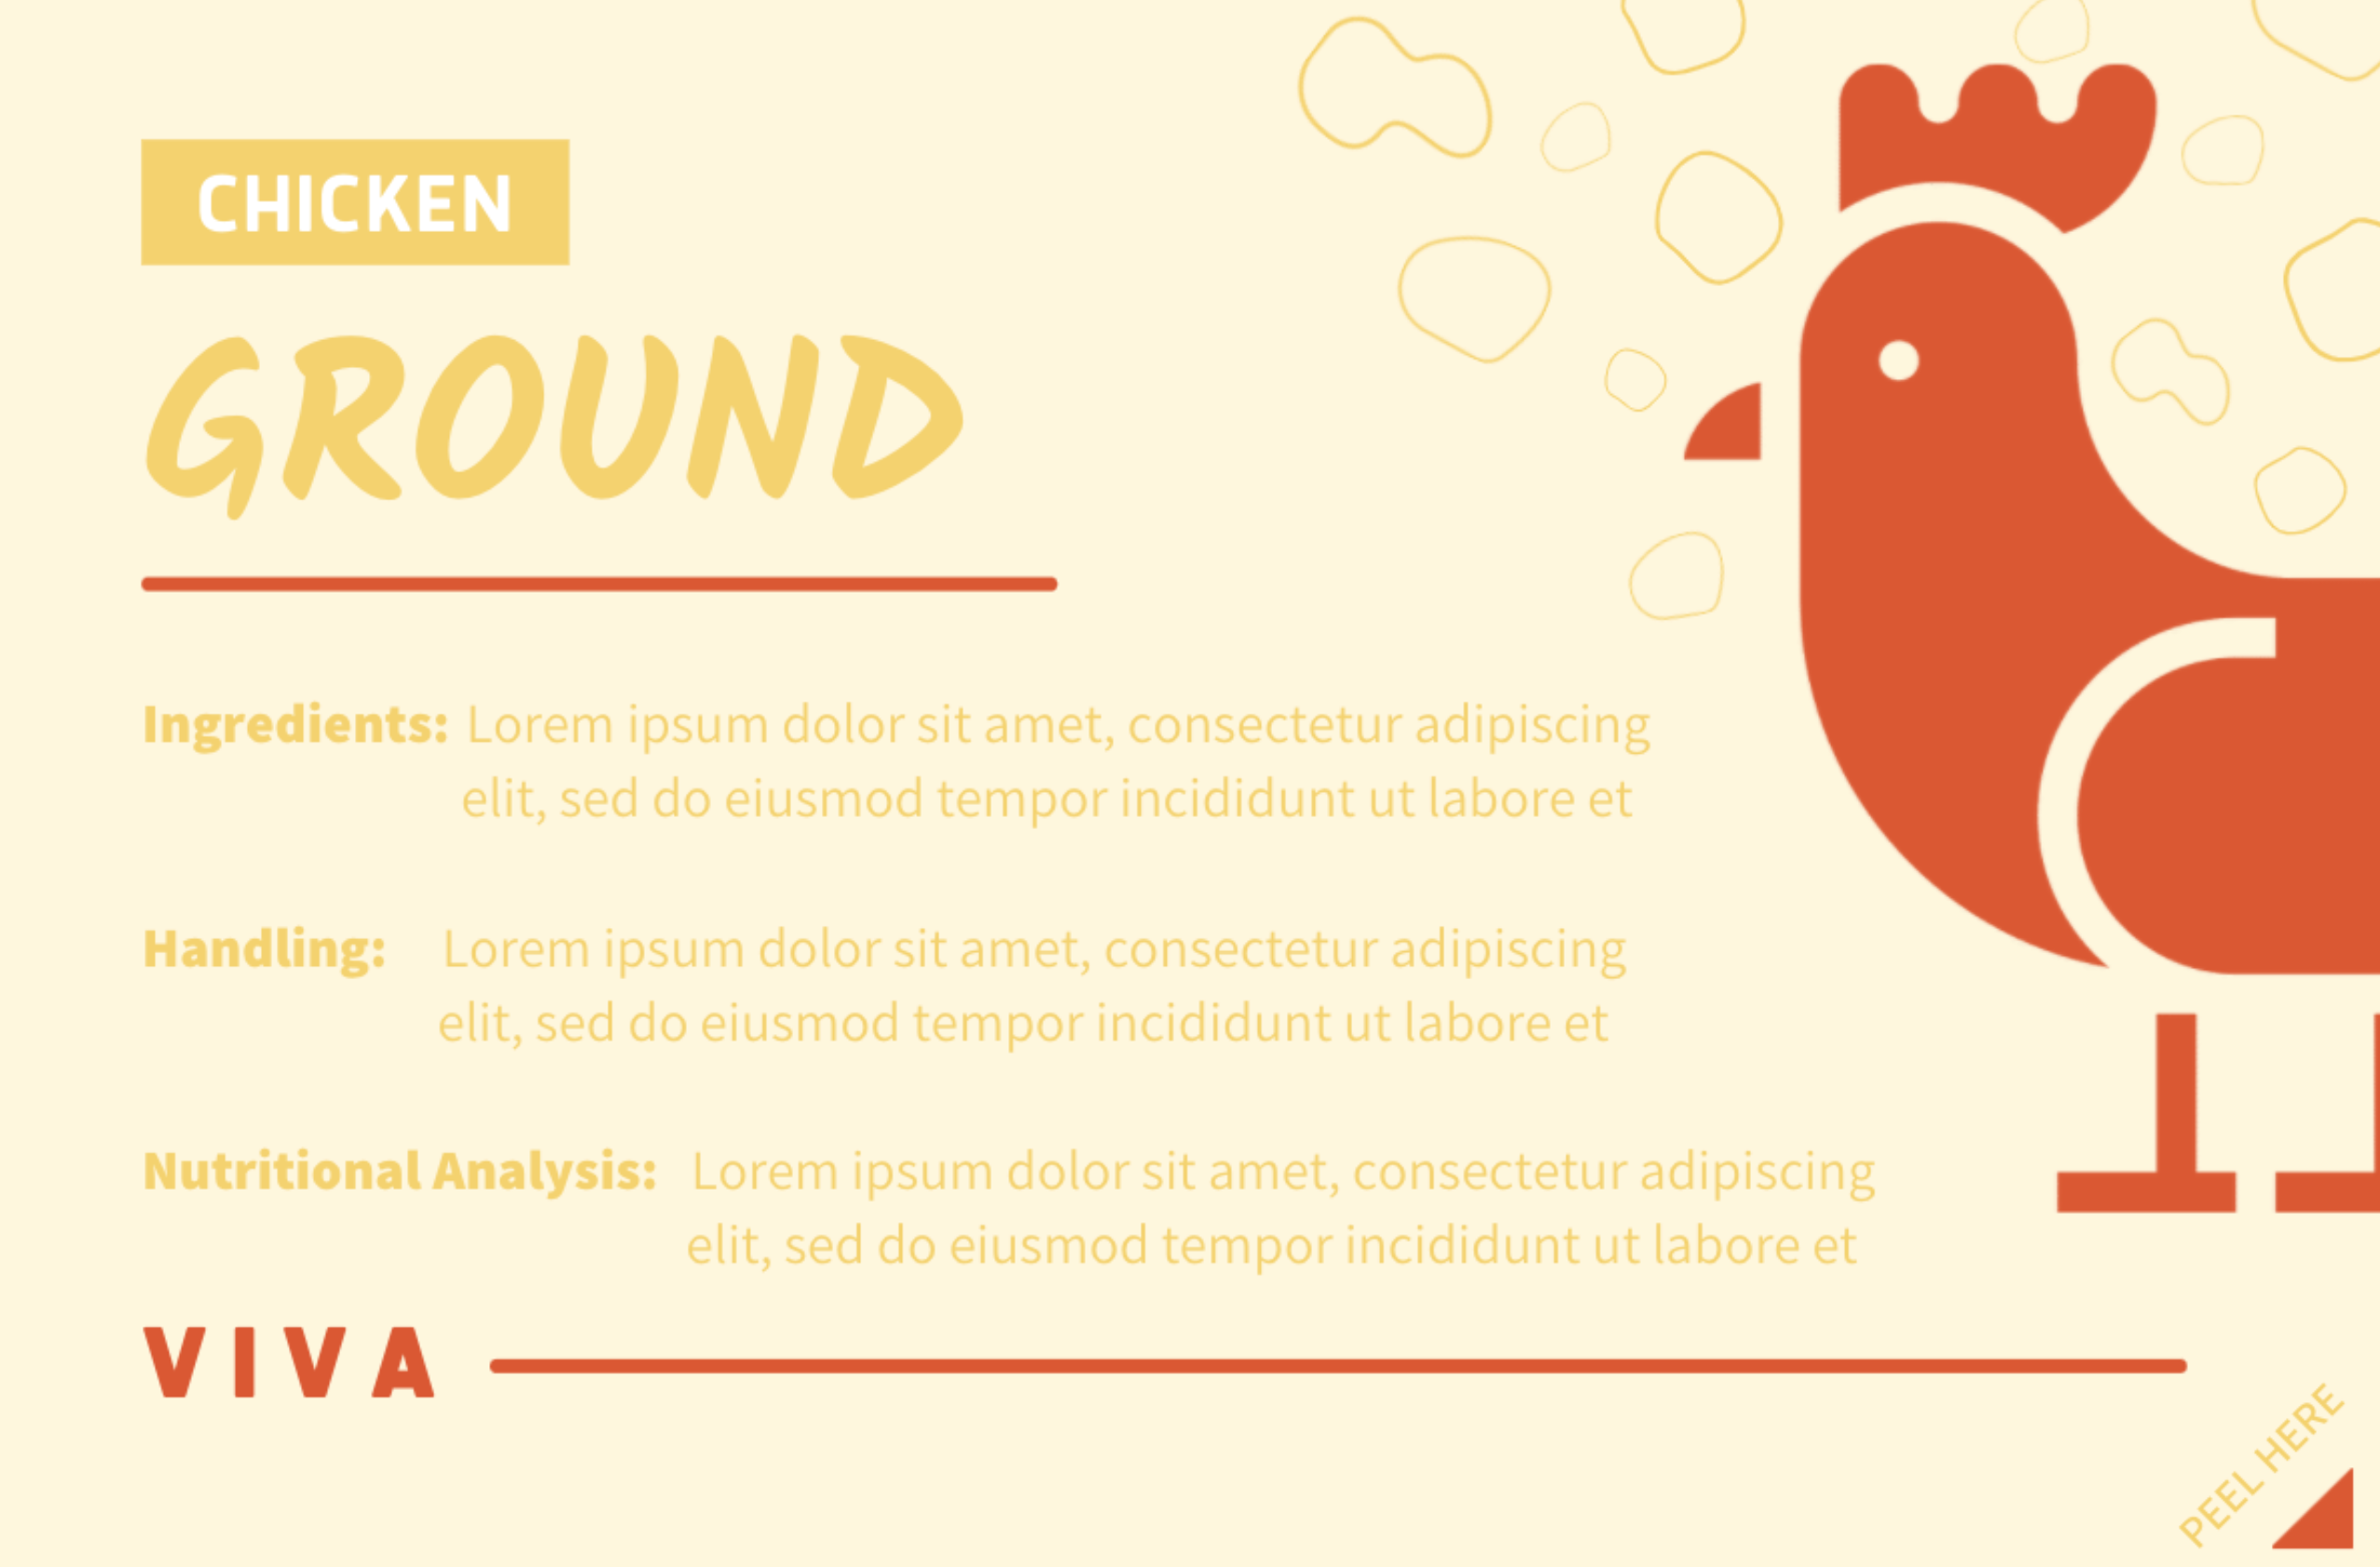 CHICKEN
GROUND
Ingredients: Lorem ipsum dolor sit amet, consectetur adipiscing
elit, sed do eiusmod tempor incididunt ut labore et
Handling: Lorem ipsum dolor sit amet, consectetur adipiscing
elit, sed do eiusmod tempor incididunt ut labore et
Nutritional Analysis: Lorem ipsum dolor sit amet, consectetur adipiscing
elit, sed do eiusmod tempor incididunt ut labore et
VIVA
PEEL HERE